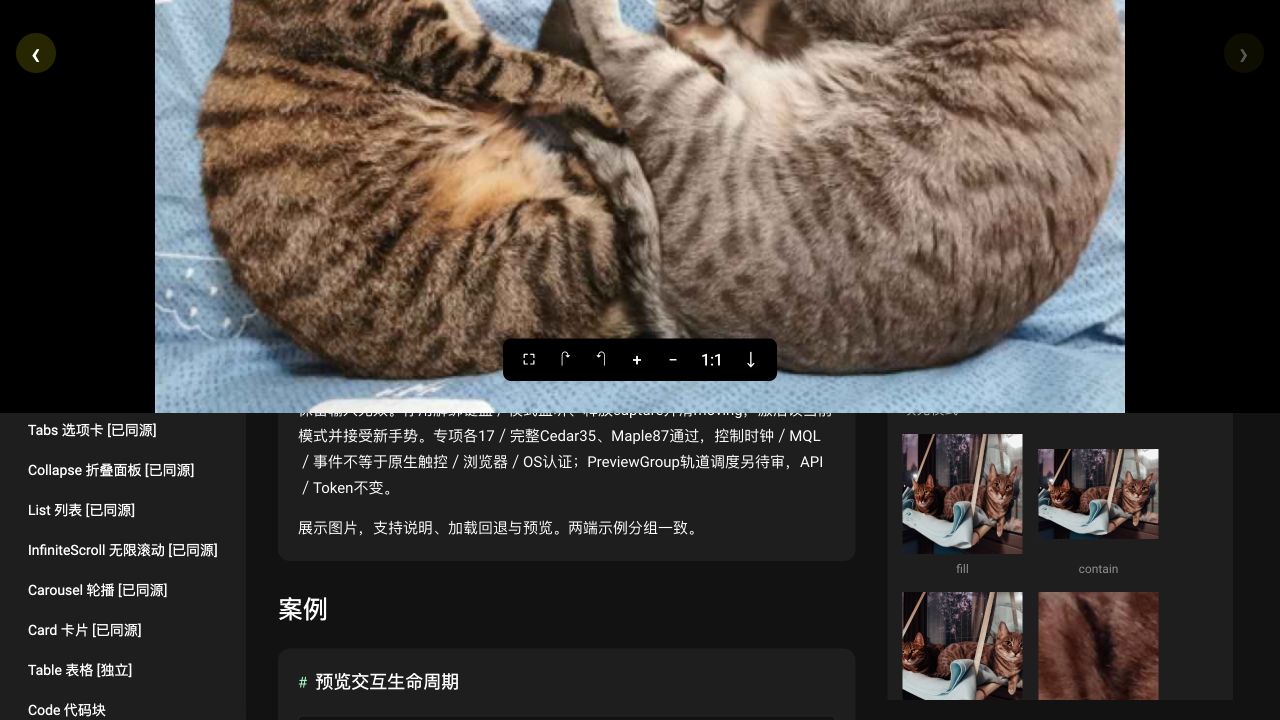 1:1
Tabs 选项卡 [已同源]
Collapse 折叠面板 [已同源]
List 列表 [已同源]
InfiniteScroll 无限滚动 [已同源]
Carousel 轮播 [已同源]
Card 卡片 [已同源]
Table 表格 [独立]
Code 代码块
模式并接受新手势。专项各17 / 完整Cedar35、Maple87通过，控制时钟 / MQL
/ 事件不等于原生触控 / 浏览器 / OS认证；PreviewGroup轨道调度另待审，API
/ Token不变。
展示图片，支持说明、加载回退与预览。两端示例分组一致。
案例
# 预览交互生命周期
fill
contain